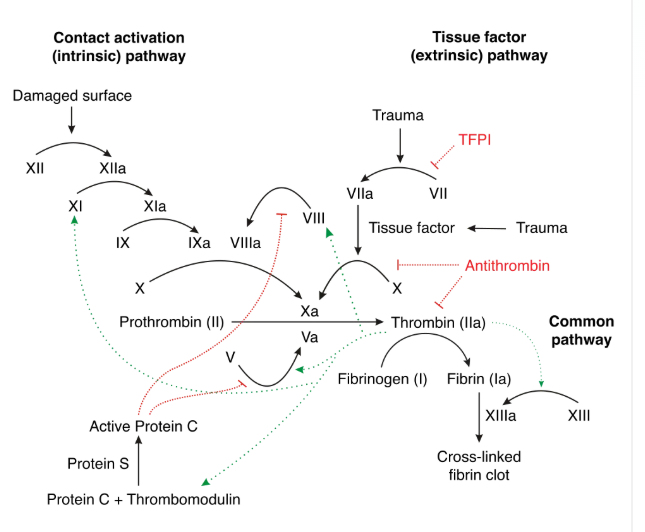 Contact activation
(intrinsic) pathway
Tissue factor
(extrinsic) pathway
Damaged surface
Trauma
TFPI
XII
XIIa
VIIa
VII
XI
XIa
VIII
Tissue factor
Trauma
IX
IXa
VIIIa
Antithrombin
X
X
Xa
Prothrombin (II)
Thrombin (IIa)
Common
pathway
Va
V
Fibrinogen (I)
Fibrin (Ia)
XIIIa
XIII
Active Protein C
Cross-linked
fibrin clot
Protein S
Protein C + Thrombomodulin